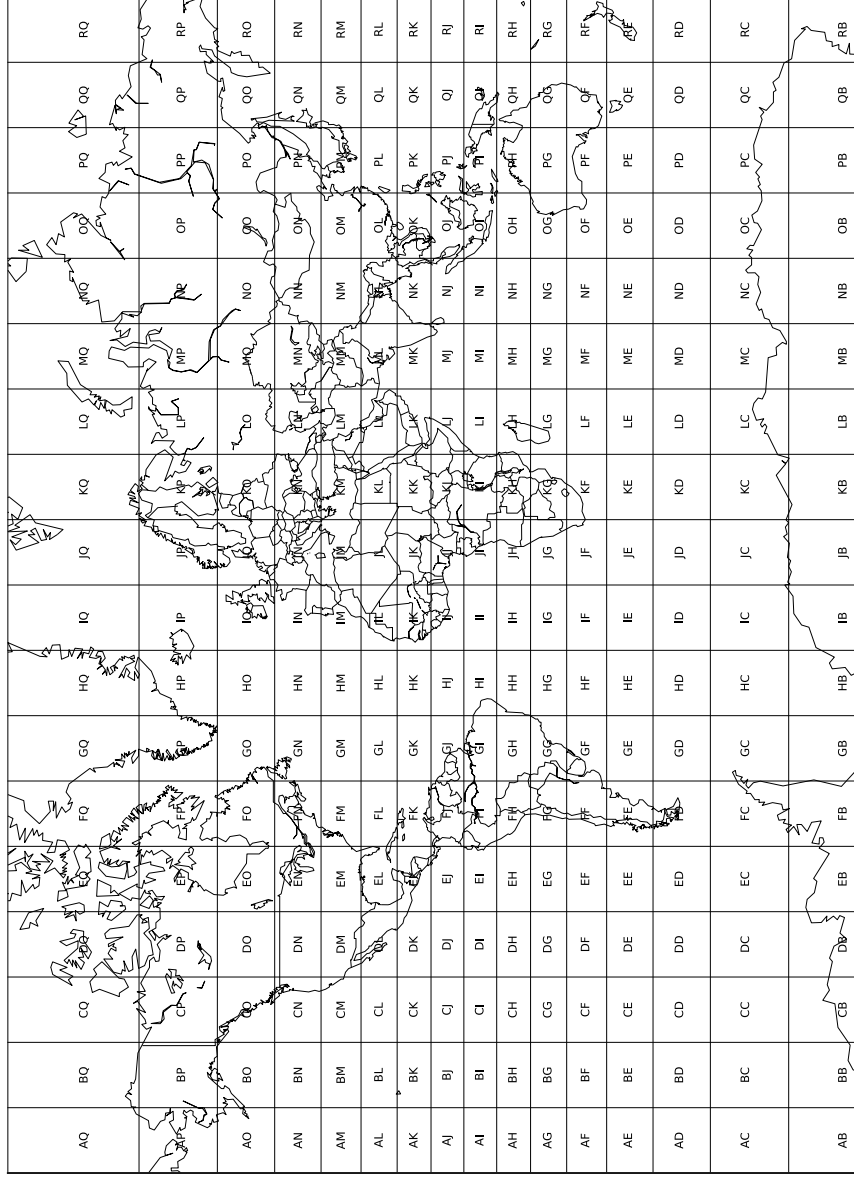 AQ BQ CQ DQ EQ FQ GQ HQ IQ JQ KQ LQ MQ NQ OQ PQ QQ RQ
AP BP CP DP EP FP GP HP IP JP KP LP MP NP OP PP QP RP
AO BO CO DO EO FO GO HO IO JO KO LO MO NO OO PO QO RO
AN BN CN DN EN FN GN HN IN JN KN LN MN NN ON PN QN RN
AM BM CM DM EM FM GM HM IM JM KM LM MM NM OM PM QM RM
AL BL CL DL EL FL GL HL IL JL KL LL ML NL OL PL QL RL
AK BK CK DK EK FK GK HK IK JK KK LK MK NK OK PK QK RK
AJ BJ CJ DJ EJ FJ GJ HJ IJ JJ KJ LJ MJ NJ OJ PJ QJ RJ
AI BI CI DI EI FI GI HI II JI KI LI MI NI OI PI QI RI
AH BH CH DH EH FH GH HH IH JH KH LH MH NH OH PH QH RH
AG BG CG DG EG FG GG HG IG JG KG LG MG NG OG PG QG RG
AF BF CF DF EF FF GF HF IF JF KF LF MF NF OF PF QF RF
AE BE CE DE EE FE GE HE IE JE KE LE ME NE OE PE QE RE
AD BD CD DD ED FD GD HD ID JD KD LD MD ND OD PD QD RD
AC BC CC DC EC FC GC HC IC JC KC LC MC NC OC PC QC RC
AB BB CB DB EB FB GB HB IB JB KB LB MB NB OB PB QB RB